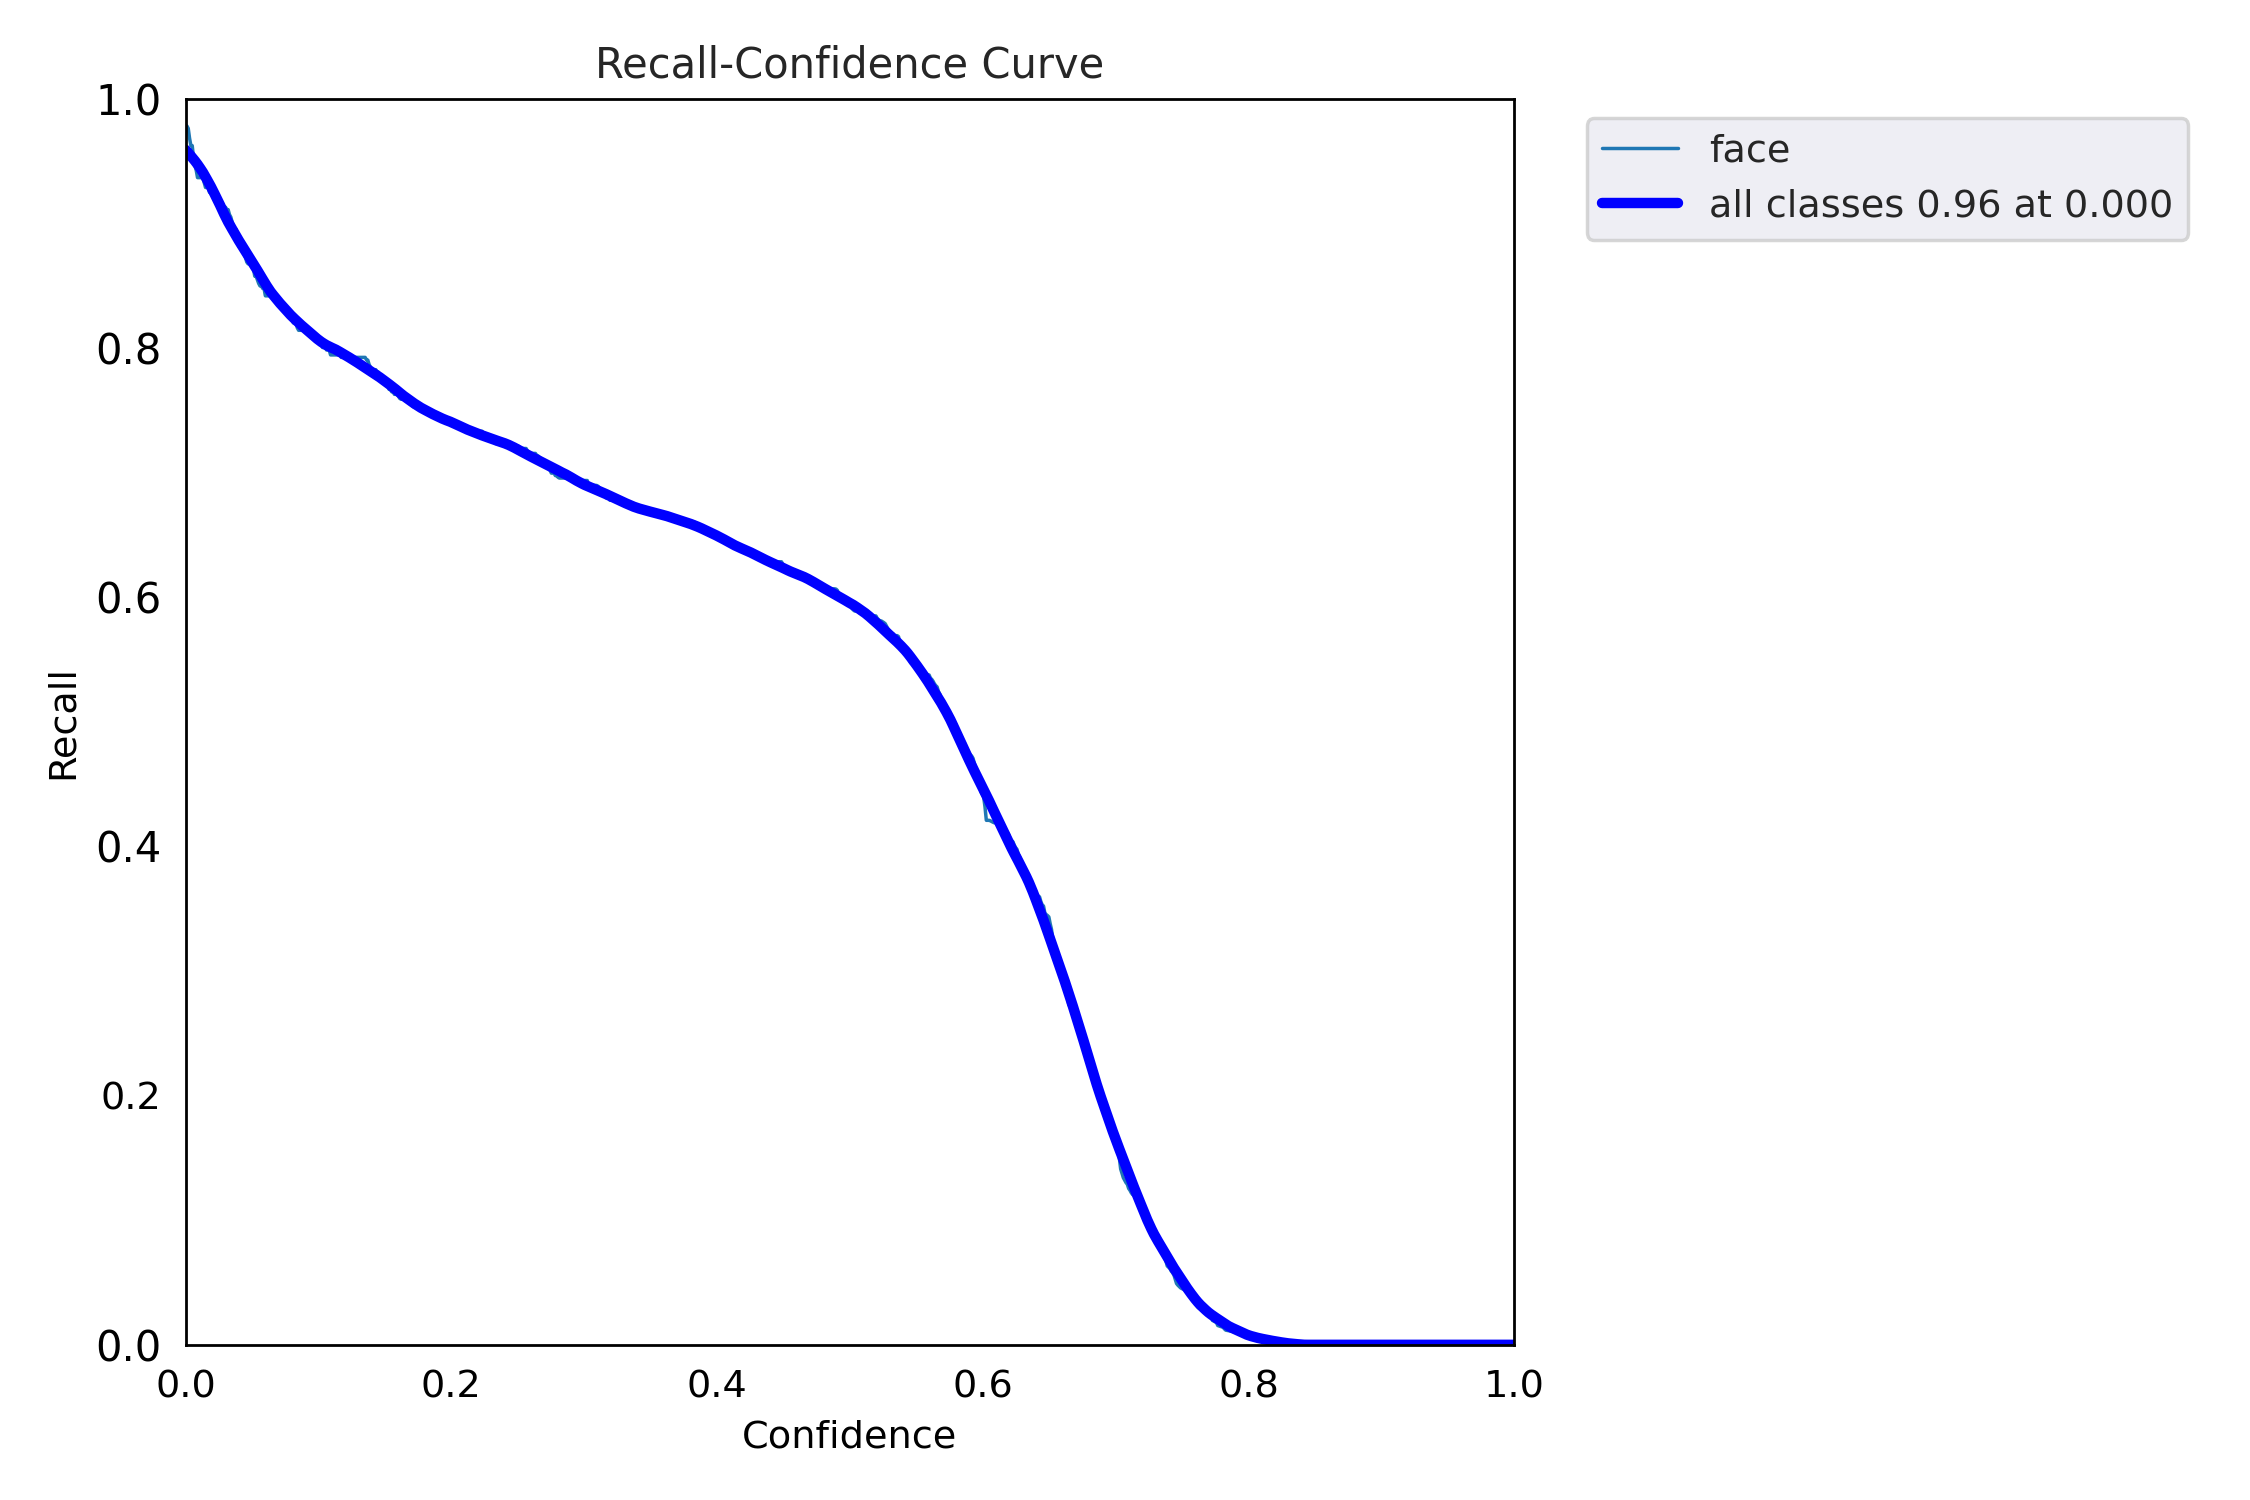 Recall-Confidence Curve
1.0
0.8
0.6
0.4
0.2
0.0
Recall
0.0 0.2 0.4 0.6 0.8 1.0
Confidence
face
all classes 0.96 at 0.000